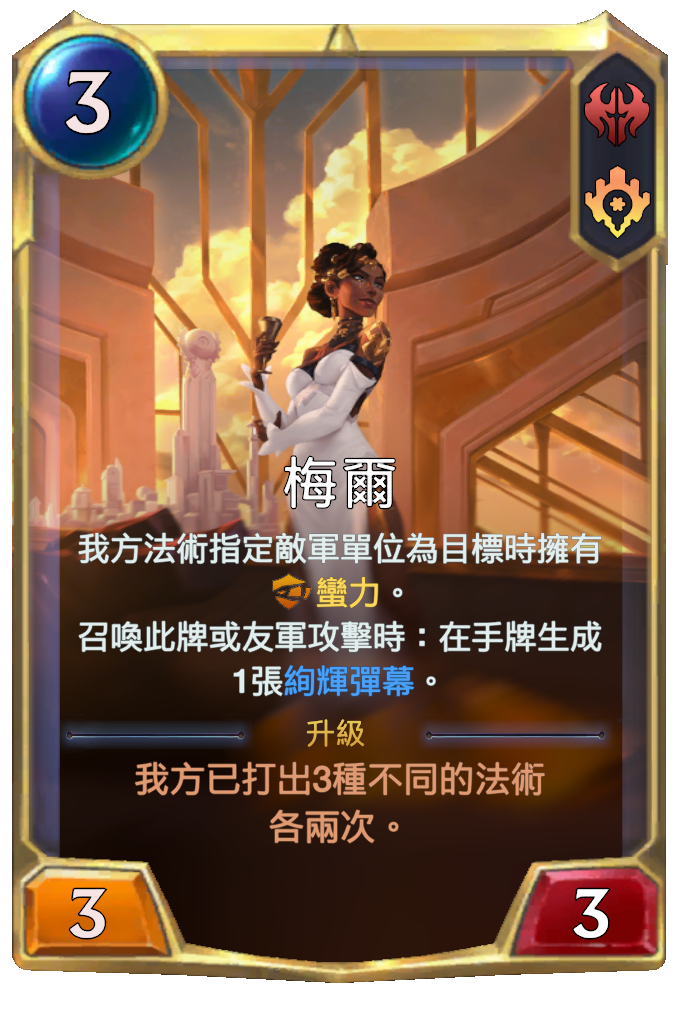 3
梅爾
我方法術指定敵軍單位為目標時擁有
蠻力。
召喚此牌或友軍攻擊時：在手牌生成
1張絢輝彈幕。
升級
我方已打出3種不同的法術
各兩次。
3
3